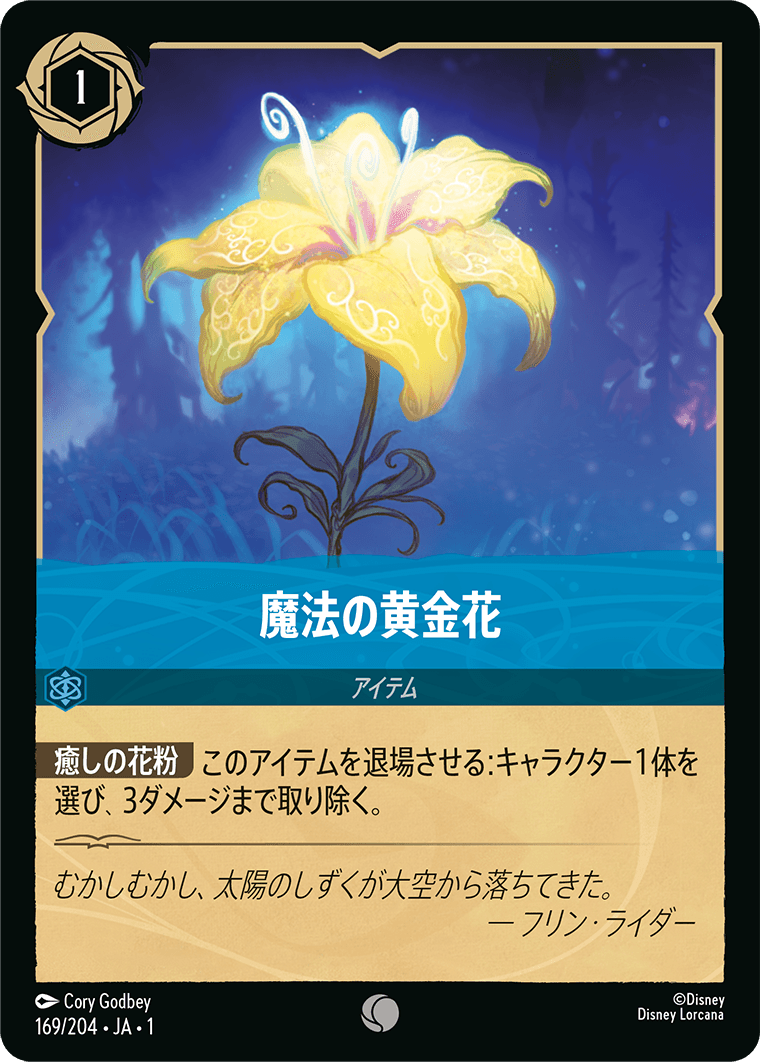 1
魔法の黄金花
アイテム
癒しの花粉 このアイテムを退場させる:キャラクター1体を
選び、3ダメージまで取り除く。
むかしむかし、太陽のしずくが大空から落ちてきた。
— フリン・ライダー
Cory Godbey
169/204・JA・1
©Disney
Disney Lorcana